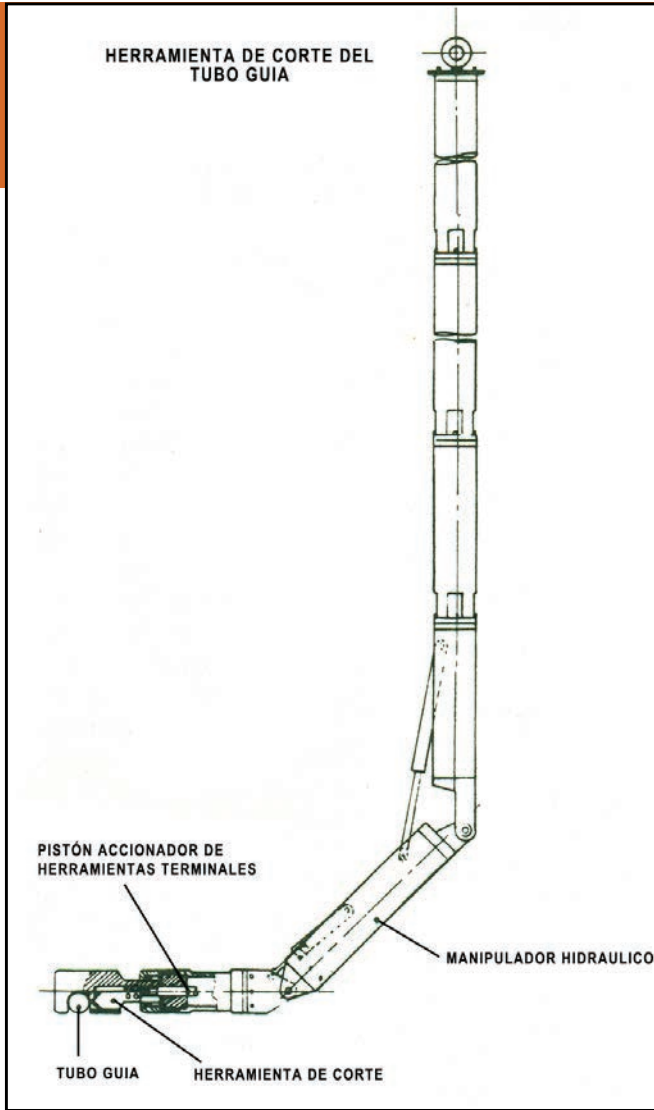 HERRAMIENTA DE CORTE DEL
TUBO GUIA
PISTÓN ACCIONADOR DE
HERRAMIENTAS TERMINALES
MANIPULADOR HIDRAULICO
TUBO GUIA
HERRAMIENTA DE CORTE